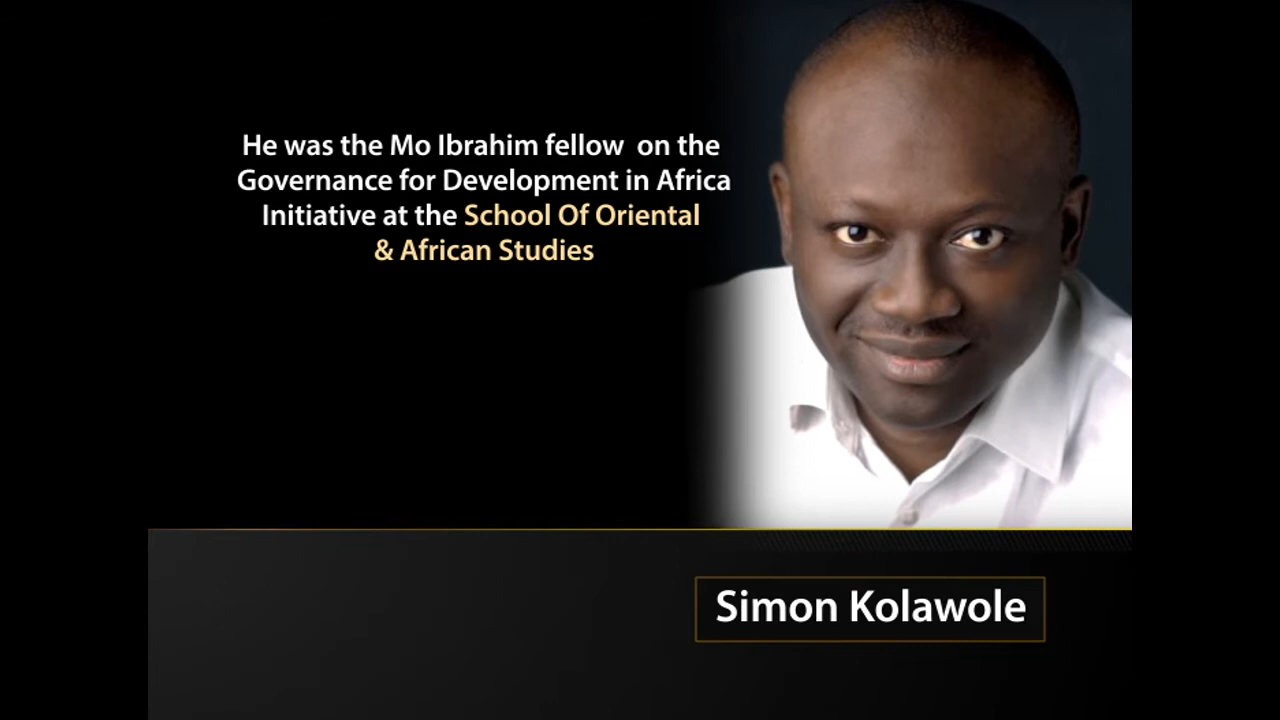 He was the Mo Ibrahim fellow  on the
Governance for Development in Africa
Initiative at the School Of Oriental
& African Studies
Simon Kolawole